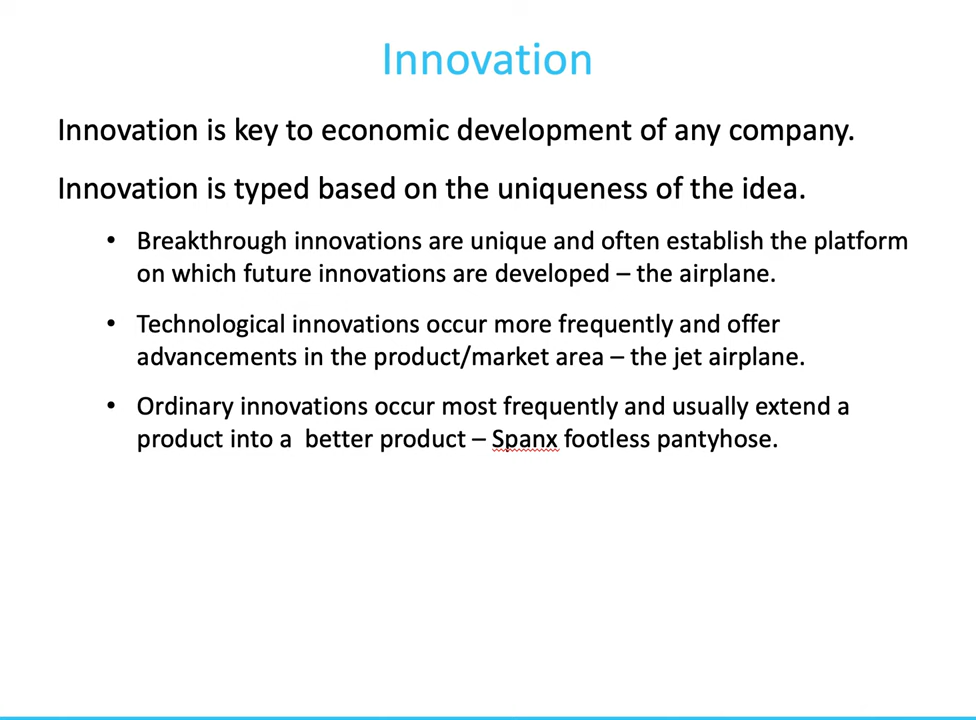 Innovation
Innovation is key to economic development of any company.
Innovation is typed based on the uniqueness of the idea.
• Breakthrough innovations are unique and often establish the platform
on which future innovations are developed – the airplane.
• Technological innovations occur more frequently and offer
advancements in the product/market area – the jet airplane.
• Ordinary innovations occur most frequently and usually extend a
product into a  better product – Spanx footless pantyhose.